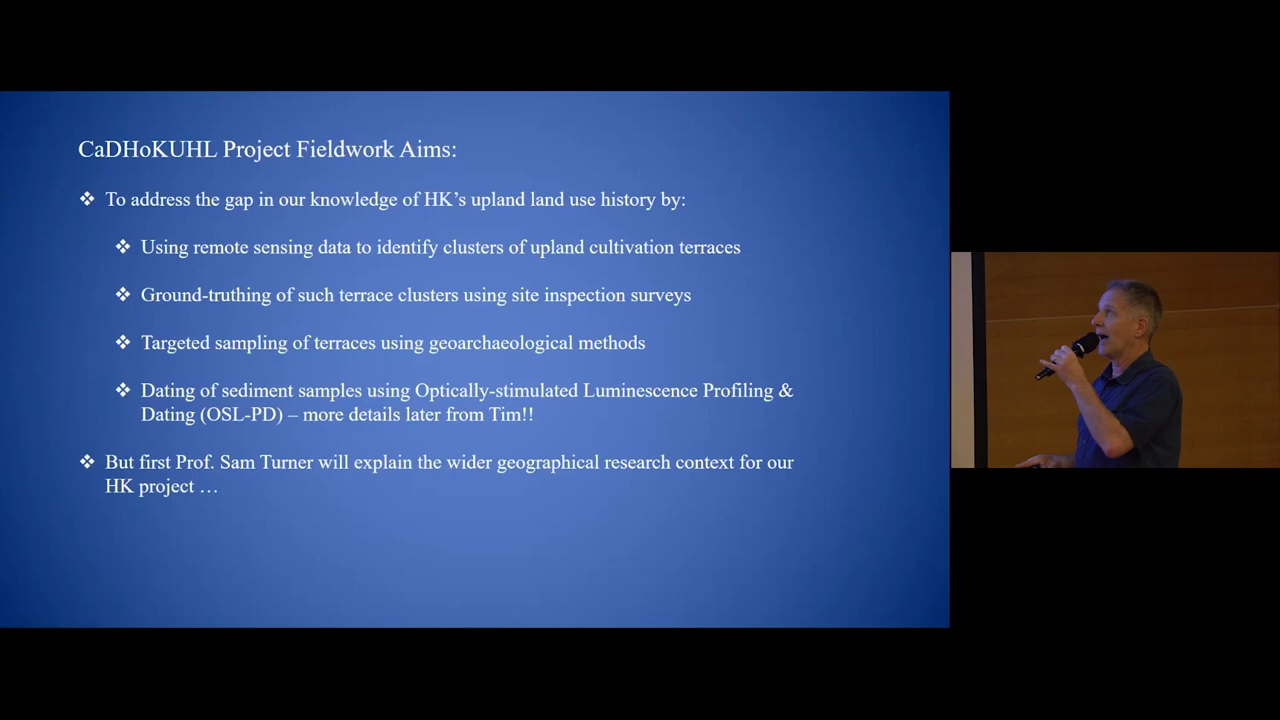 CaDHoKUHL Project Fieldwork Aims:
❖ To address the gap in our knowledge of HK’s upland land use history by:
❖ Using remote sensing data to identify clusters of upland cultivation terraces
❖ Ground-truthing of such terrace clusters using site inspection surveys
❖ Targeted sampling of terraces using geoarchaeological methods
❖ Dating of sediment samples using Optically-stimulated Luminescence Profiling &
Dating (OSL-PD) – more details later from Tim!!
❖ But first Prof. Sam Turner will explain the wider geographical research context for our
HK project …